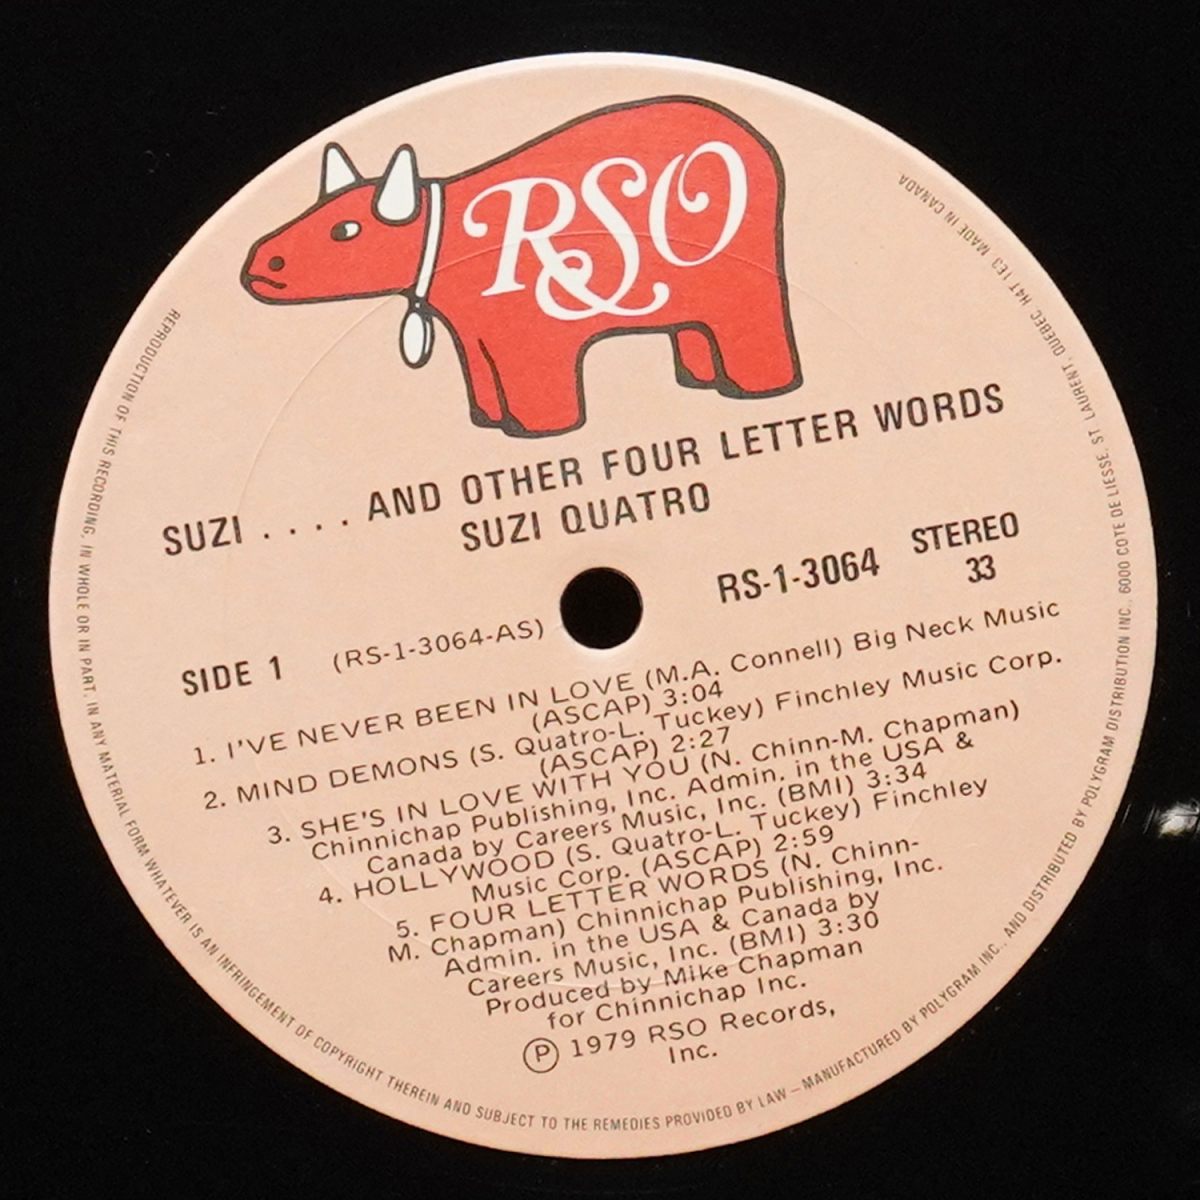 RSO
SUZI . . . . AND OTHER FOUR LETTER WORDS
SUZI QUATRO
RS-1-3064
STEREO
33
SIDE 1
(RS-1-3064-AS)
1. I'VE NEVER BEEN IN LOVE (M.A. Connell) Big Neck Music
(ASCAP) 3:04
2. MIND DEMONS (S. Quatro-L. Tuckey) Finchley Music Corp.
(ASCAP) 2:27
3. SHE'S IN LOVE WITH YOU (N. Chinn-M. Chapman)
Chinnichap Publishing, Inc. Admin. in the USA &
Canada by Careers Music, Inc. (BMI) 3:34
4. HOLLYWOOD (S. Quatro-L. Tuckey) Finchley
Music Corp. (ASCAP) 2:59
5. FOUR LETTER WORDS (N. Chinn-
M. Chapman) Chinnichap Publishing, Inc.
Admin. in the USA & Canada by
Careers Music, Inc. (BMI) 3:30
Produced by Mike Chapman
for Chinnichap Inc.
℗ 1979 RSO Records,
Inc.
REPRODUCTION OF THIS RECORDING, IN WHOLE OR IN PART, IN ANY MATERIAL FORM WHATEVER IS AN INFRINGEMENT OF COPYRIGHT THEREIN AND SUBJECT TO THE REMEDIES PROVIDED BY LAW – MANUFACTURED BY POLYGRAM INC., AND DISTRIBUTED BY POLYGRAM DISTRIBUTION INC., 6000 COTE DE LIESSE, ST LAURENT, QUEBEC H4T 1E3 MADE IN CANADA